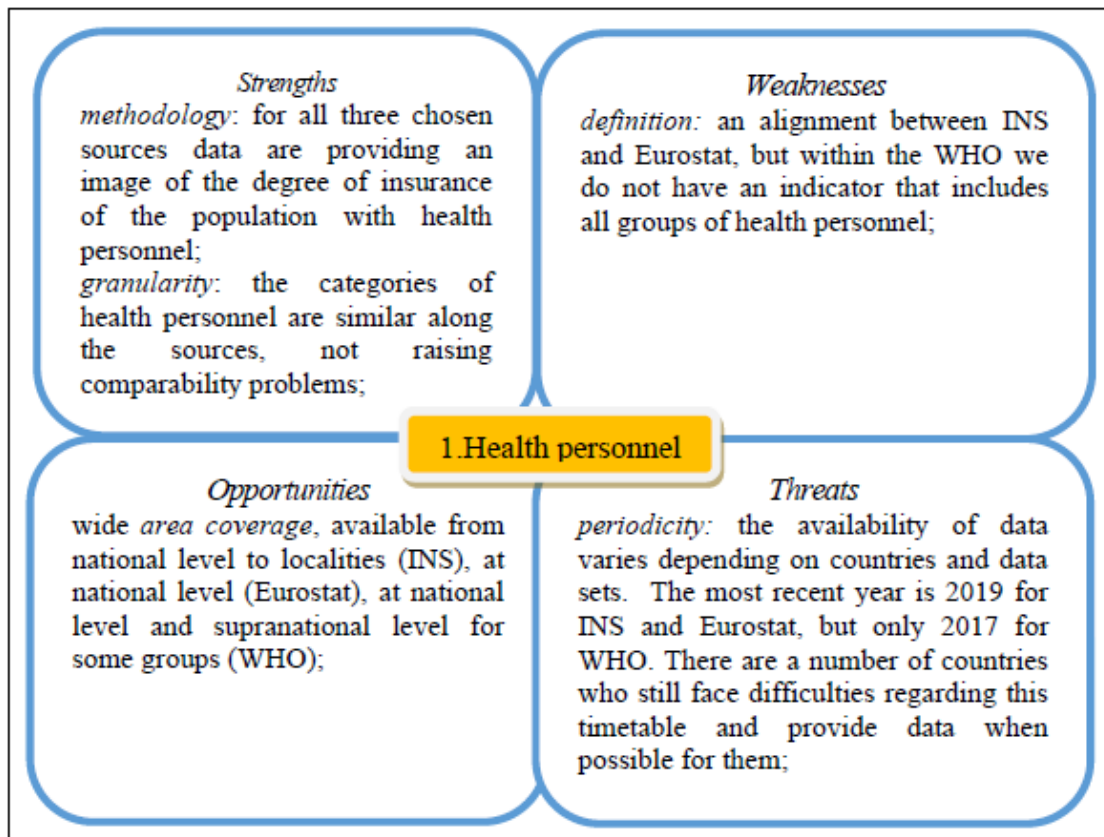 Strengths
methodology: for all three chosen
sources data are providing an
image of the degree of insurance
of the population with health
personnel;
granularity: the categories of
health personnel are similar along
the sources, not raising
comparability problems;
Weaknesses
definition: an alignment between INS
and Eurostat, but within the WHO we
do not have an indicator that includes
all groups of health personnel;
1.Health personnel
Opportunities
wide area coverage, available from
national level to localities (INS), at
national level (Eurostat), at national
level and supranational level for
some groups (WHO);
Threats
periodicity: the availability of data
varies depending on countries and data
sets. The most recent year is 2019 for
INS and Eurostat, but only 2017 for
WHO. There are a number of countries
who still face difficulties regarding this
timetable and provide data when
possible for them;